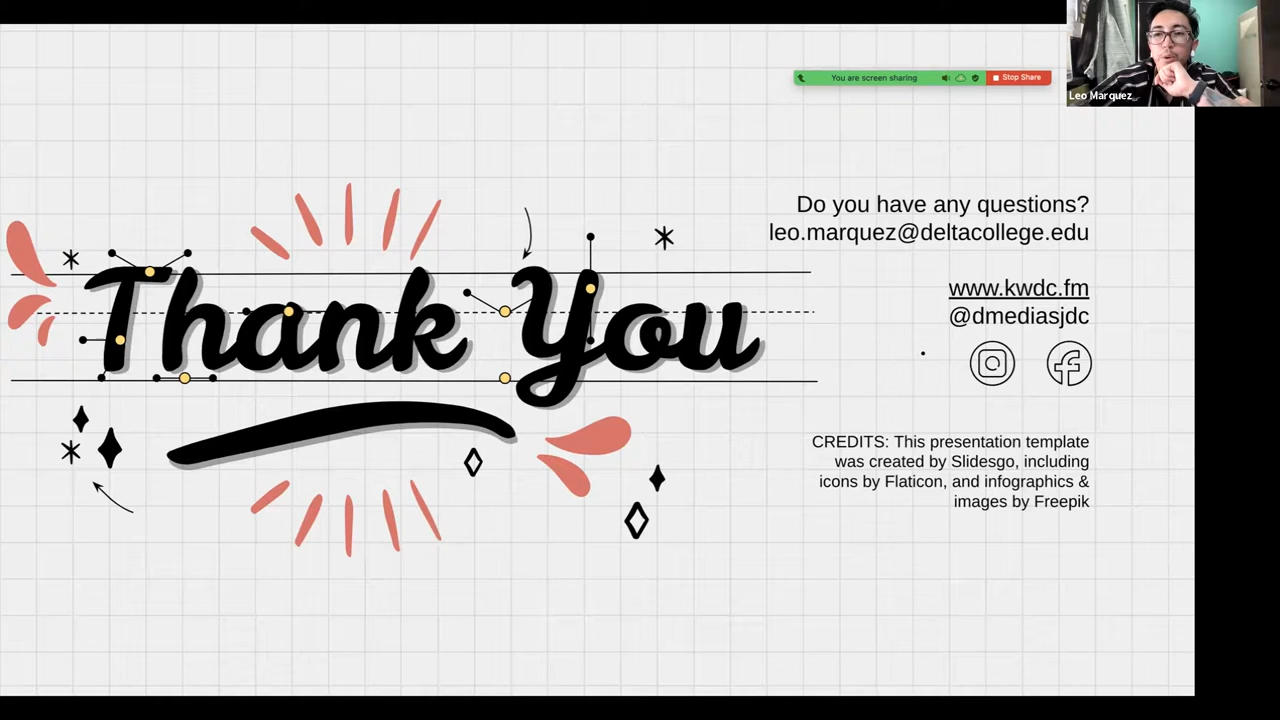 You are screen sharing
Stop Share
Leo Marquez
Thank You
Do you have any questions?
leo.marquez@deltacollege.edu
www.kwdc.fm
@dmediasjdc
CREDITS: This presentation template
was created by Slidesgo, including
icons by Flaticon, and infographics &
images by Freepik